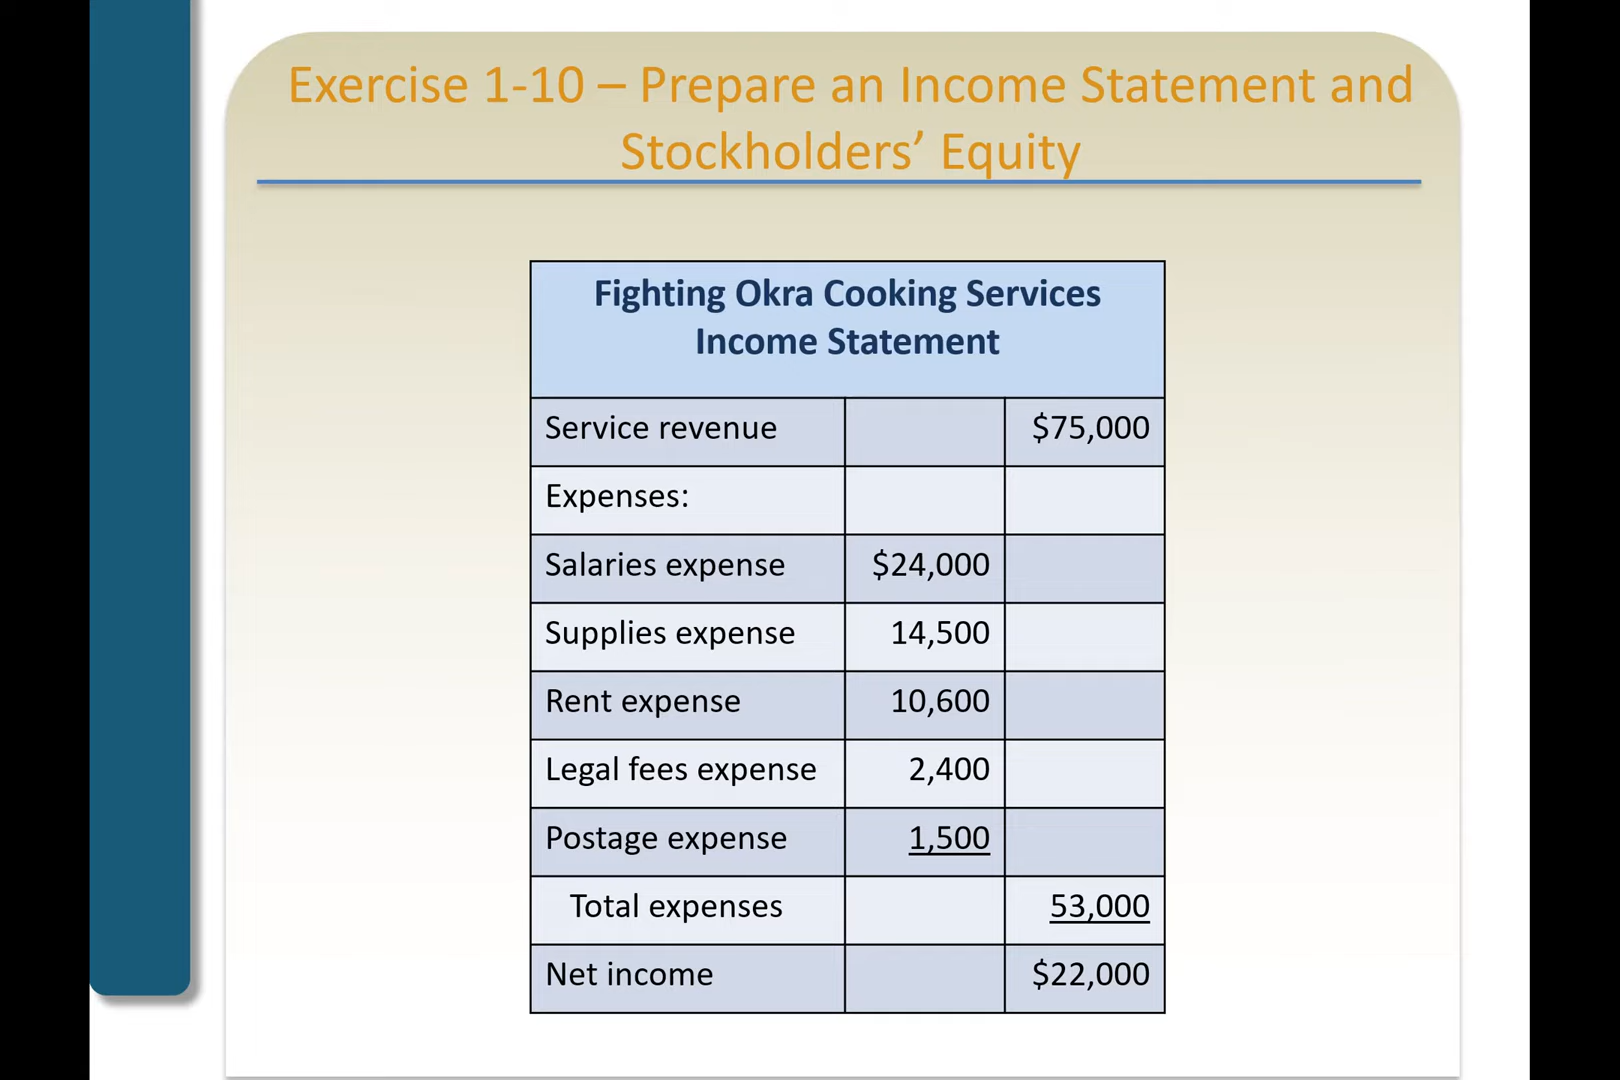 Exercise 1-10 – Prepare an Income Statement and
Stockholders’ Equity
Fighting Okra Cooking Services
Income Statement
Service revenue $75,000
Expenses:
Salaries expense $24,000
Supplies expense 14,500
Rent expense 10,600
Legal fees expense 2,400
Postage expense 1,500
Total expenses 53,000
Net income $22,000